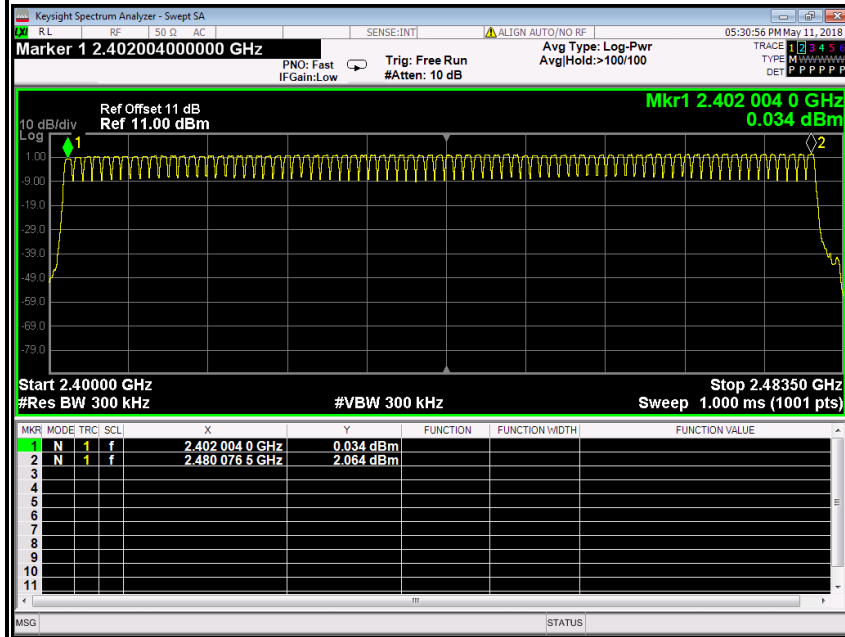 Keysight Spectrum Analyzer - Swept SA
LXI RL RF 50 Ω AC SENSE:INT ALIGN AUTO/NO RF 05:30:56 PM May 11, 2018
Marker 1 2.402004000000 GHz
PNO: Fast
IFGain:Low
Trig: Free Run
#Atten: 10 dB
Avg Type: Log-Pwr
Avg|Hold:>100/100
TRACE 1 2 3 4 5 6
TYPE M WWWWW
DET P P P P P P
Mkr1 2.402 004 0 GHz
0.034 dBm
Ref Offset 11 dB
10 dB/div Ref 11.00 dBm
Log
1
2
1.00
-9.00
-19.0
-29.0
-39.0
-49.0
-59.0
-69.0
-79.0
Start 2.40000 GHz Stop 2.48350 GHz
#Res BW 300 kHz #VBW 300 kHz Sweep 1.000 ms (1001 pts)
MKR MODE TRC SCL X Y FUNCTION FUNCTION WIDTH FUNCTION VALUE
1 N 1 f 2.402 004 0 GHz 0.034 dBm
2 N 1 f 2.480 076 5 GHz 2.064 dBm
3
4
5
6
7
8
9
10
11
MSG STATUS